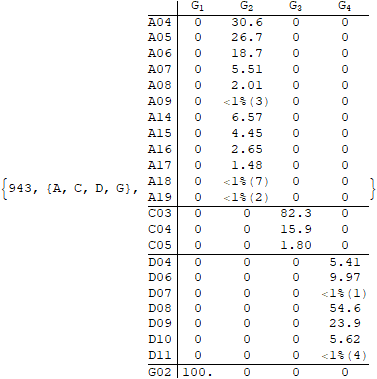 G₁ G₂ G₃ G₄
A04 0 30.6 0 0
A05 0 26.7 0 0
A06 0 18.7 0 0
A07 0 5.51 0 0
A08 0 2.01 0 0
A09 0 <1%(3) 0 0
A14 0 6.57 0 0
A15 0 4.45 0 0
A16 0 2.65 0 0
A17 0 1.48 0 0
{943, {A, C, D, G}, A18 0 <1%(7) 0 0 }
A19 0 <1%(2) 0 0
C03 0 0 82.3 0
C04 0 0 15.9 0
C05 0 0 1.80 0
D04 0 0 0 5.41
D06 0 0 0 9.97
D07 0 0 0 <1%(1)
D08 0 0 0 54.6
D09 0 0 0 23.9
D10 0 0 0 5.62
D11 0 0 0 <1%(4)
G02 100. 0 0 0